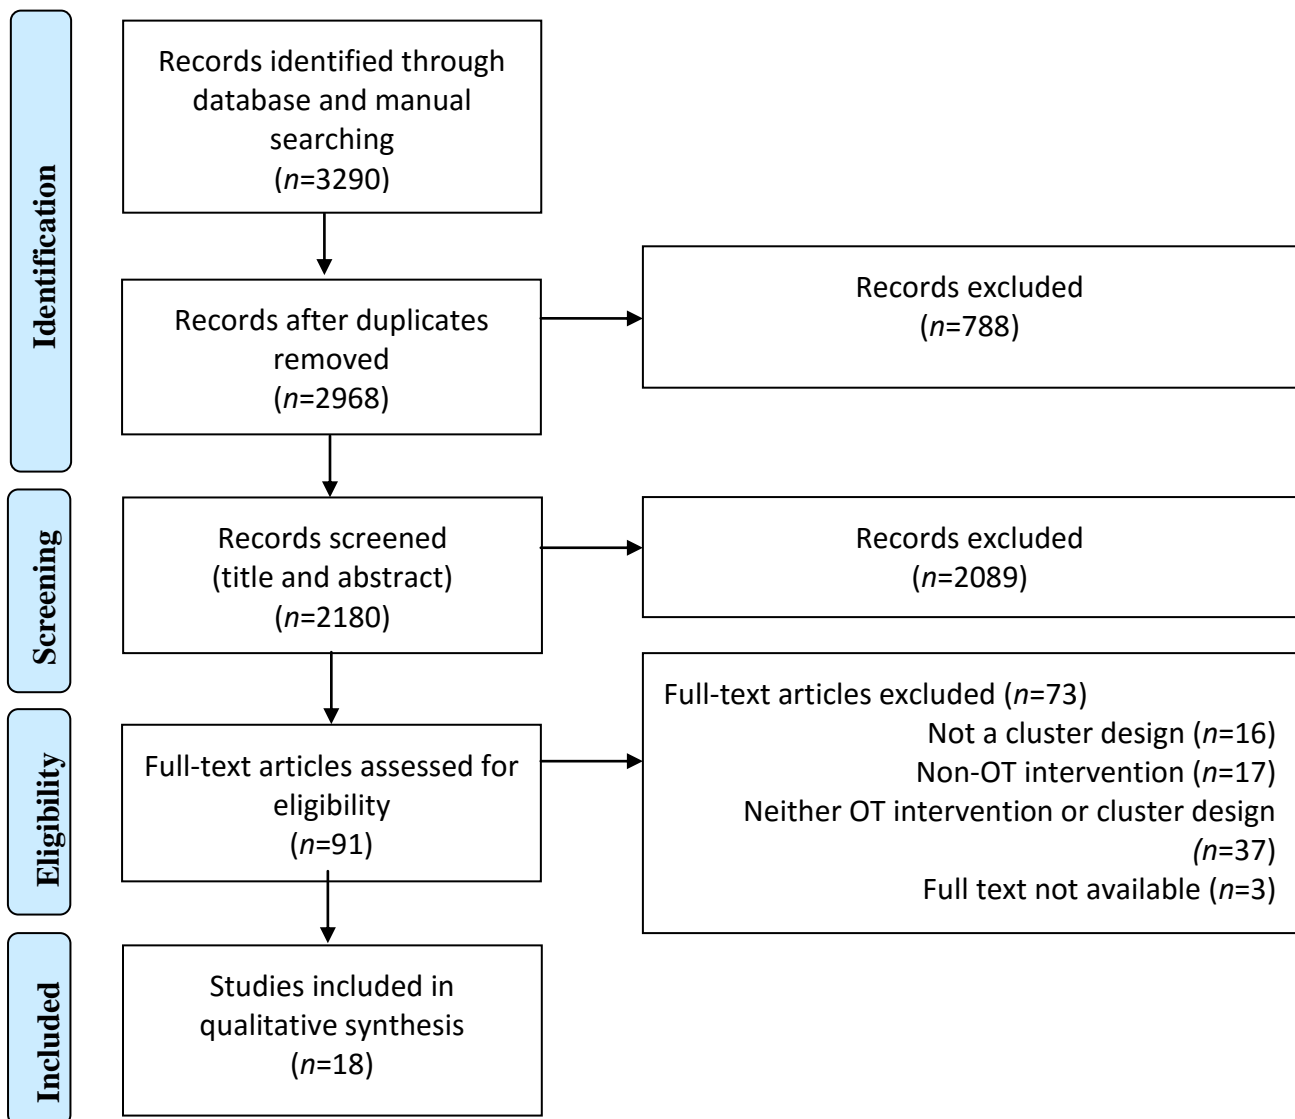 Identification
Records identified through
database and manual
searching
(n=3290)
Records after duplicates
removed
(n=2968)
Records excluded
(n=788)
Screening
Records screened
(title and abstract)
(n=2180)
Records excluded
(n=2089)
Eligibility
Full-text articles assessed for
eligibility
(n=91)
Full-text articles excluded (n=73)
Not a cluster design (n=16)
Non-OT intervention (n=17)
Neither OT intervention or cluster design
(n=37)
Full text not available (n=3)
Included
Studies included in
qualitative synthesis
(n=18)